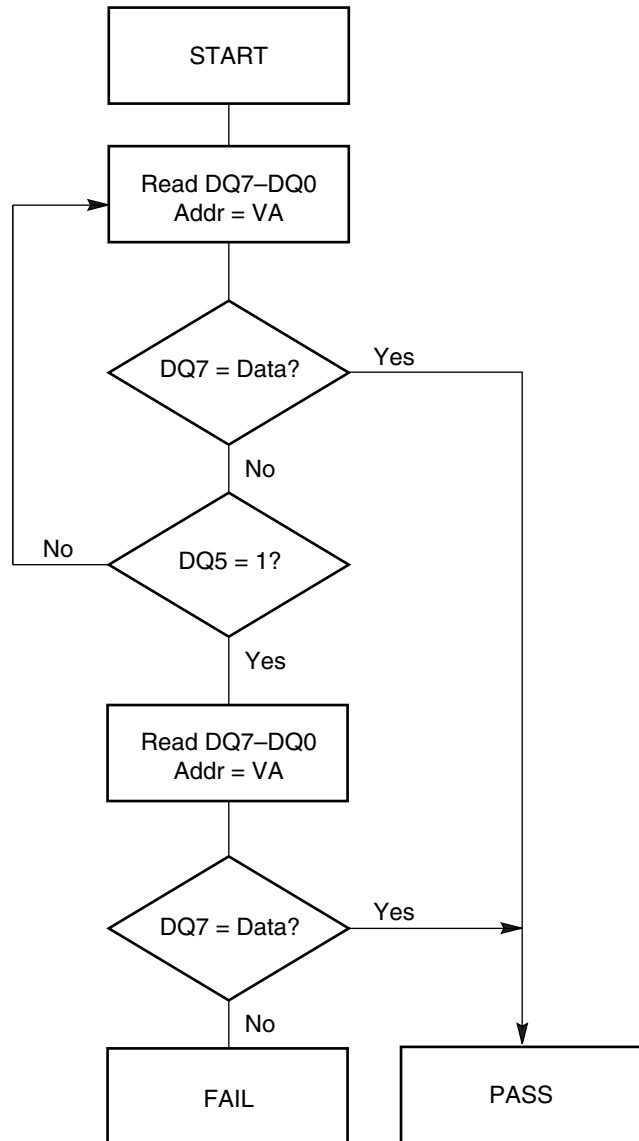 START
Read DQ7–DQ0
Addr = VA
DQ7 = Data?
Yes
No
No
DQ5 = 1?
Yes
Read DQ7–DQ0
Addr = VA
DQ7 = Data?
Yes
No
FAIL
PASS